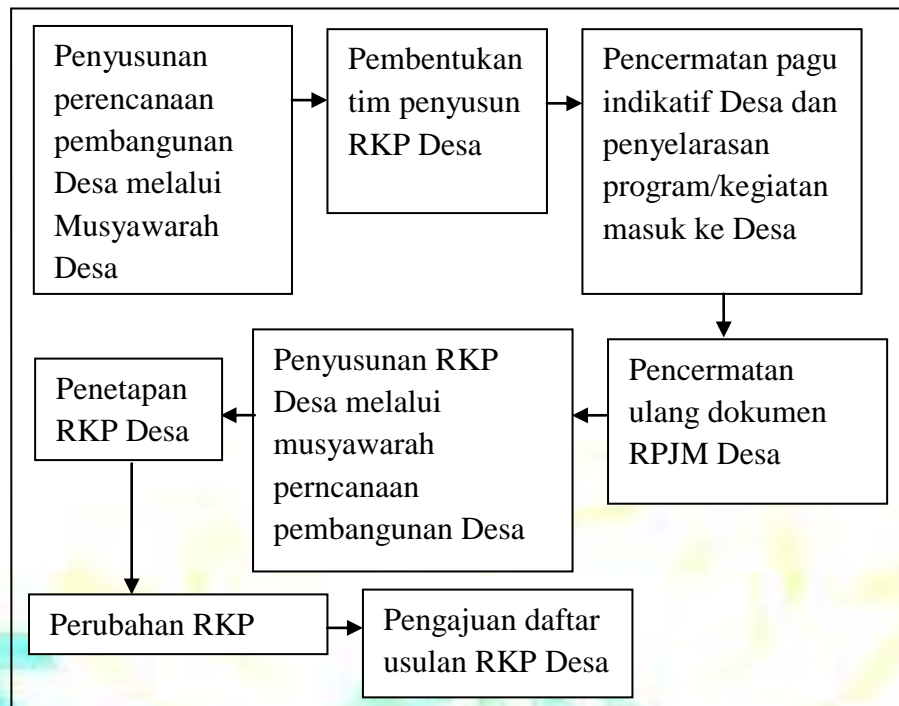 Penyusunan
perencanaan
pembangunan
Desa melalui
Musyawarah
Desa
Pembentukan
tim penyusun
RKP Desa
Pencermatan pagu
indikatif Desa dan
penyelarasan
program/kegiatan
masuk ke Desa
Pencermatan
ulang dokumen
RPJM Desa
Penyusunan RKP
Desa melalui
musyawarah
perncanaan
pembangunan Desa
Penetapan
RKP Desa
Perubahan RKP
Pengajuan daftar
usulan RKP Desa